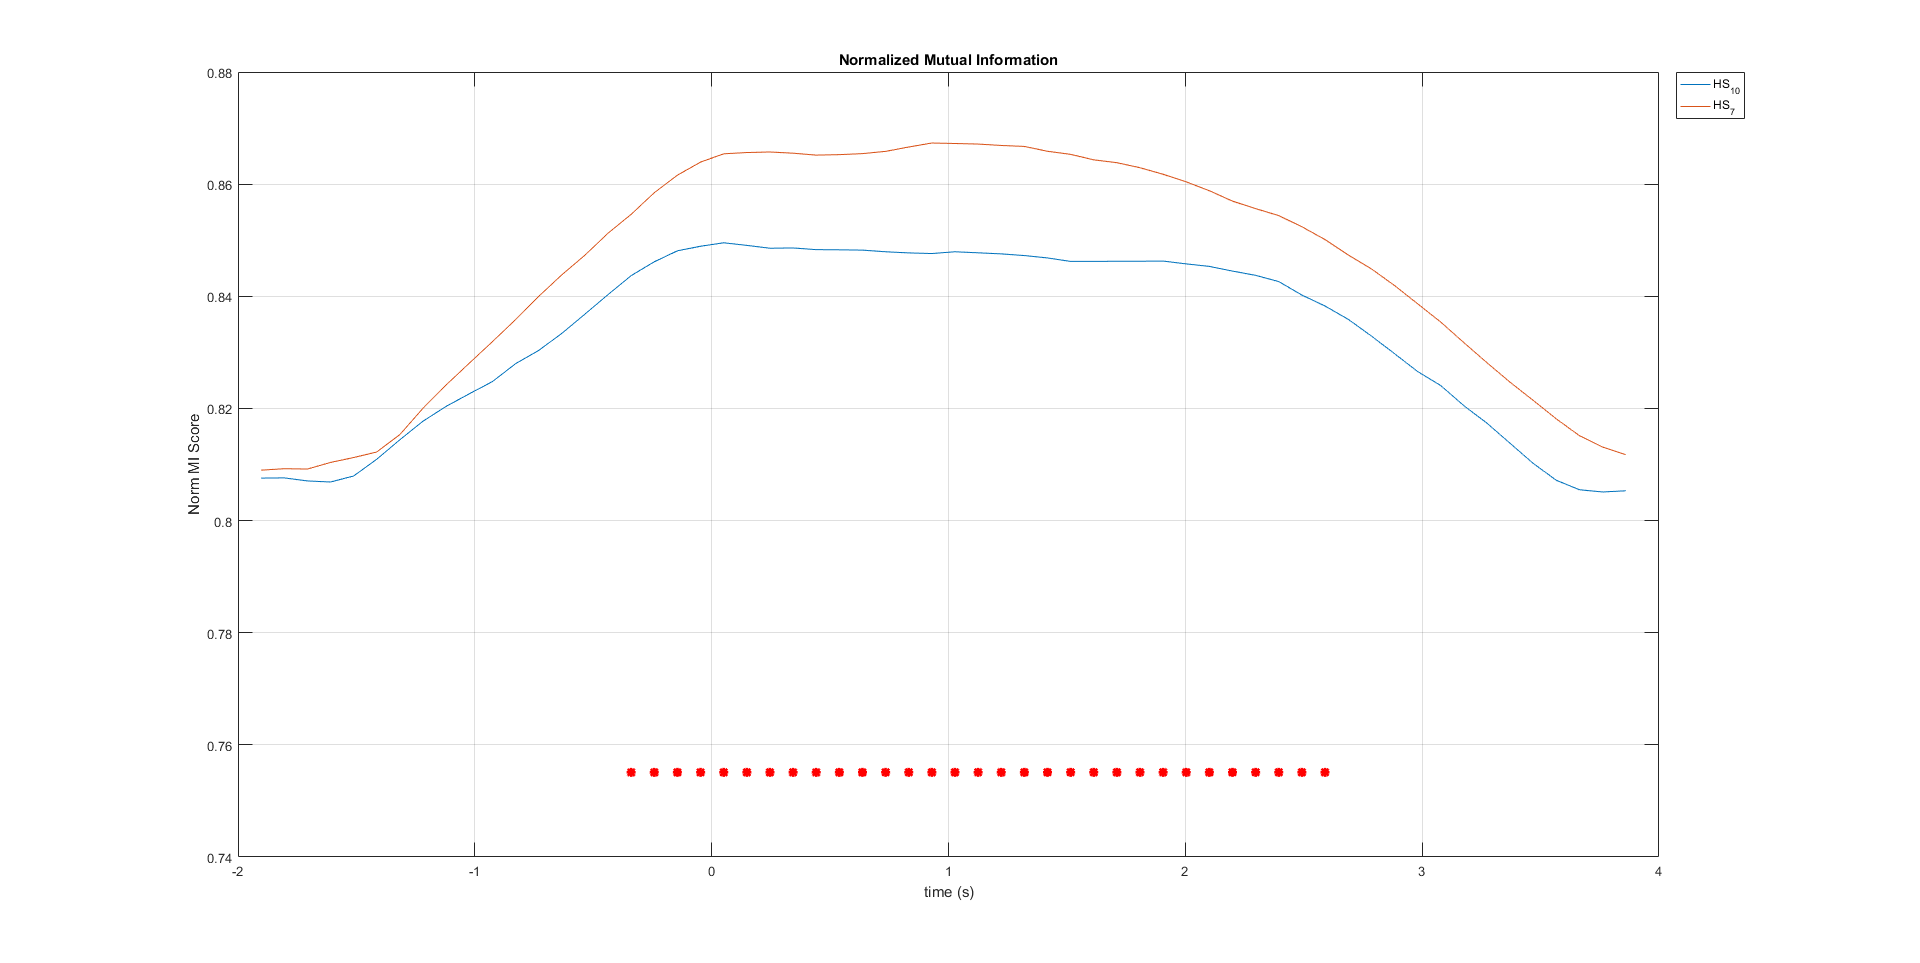 Normalized Mutual Information
HS10
HS7
Norm MI Score
0.88
0.86
0.84
0.82
0.8
0.78
0.76
0.74
-2 -1 0 1 2 3 4
time (s)